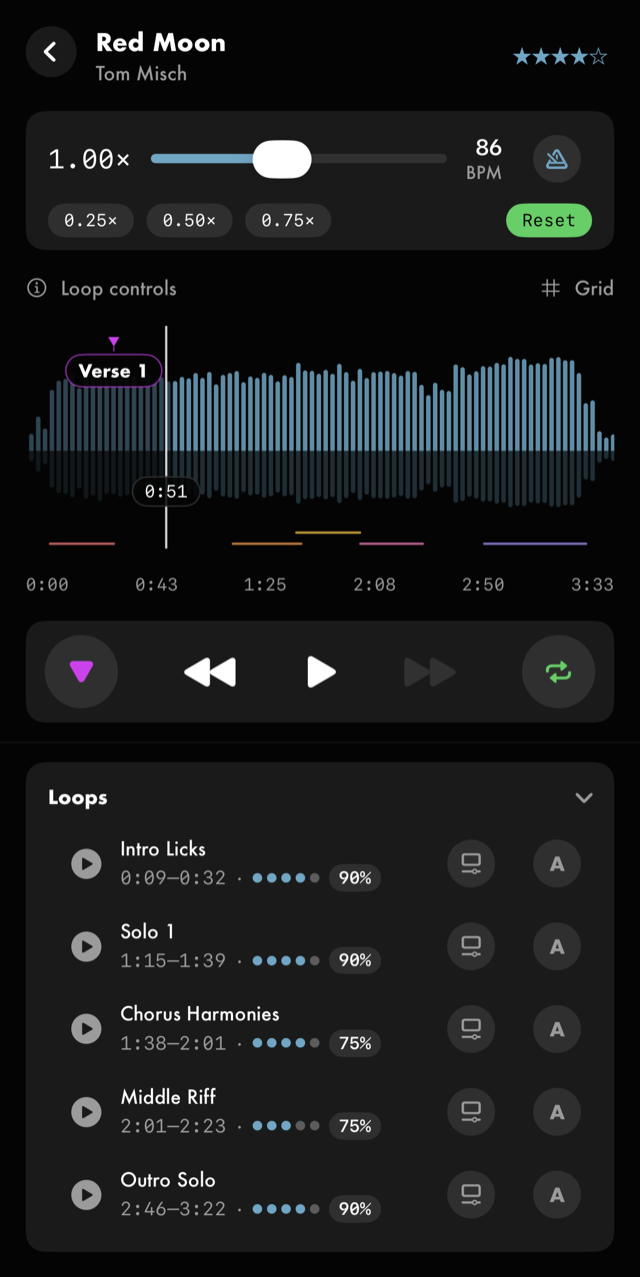 Red Moon
Tom Misch
★★★★☆
1.00×
86
BPM
0.25× 0.50× 0.75× Reset
Loop controls
Grid
Verse 1
0:51
0:00 0:43 1:25 2:08 2:50 3:33
Loops
Intro Licks
0:09–0:32 · 90%
A
Solo 1
1:15–1:39 · 90%
A
Chorus Harmonies
1:38–2:01 · 75%
A
Middle Riff
2:01–2:23 · 75%
A
Outro Solo
2:46–3:22 · 90%
A